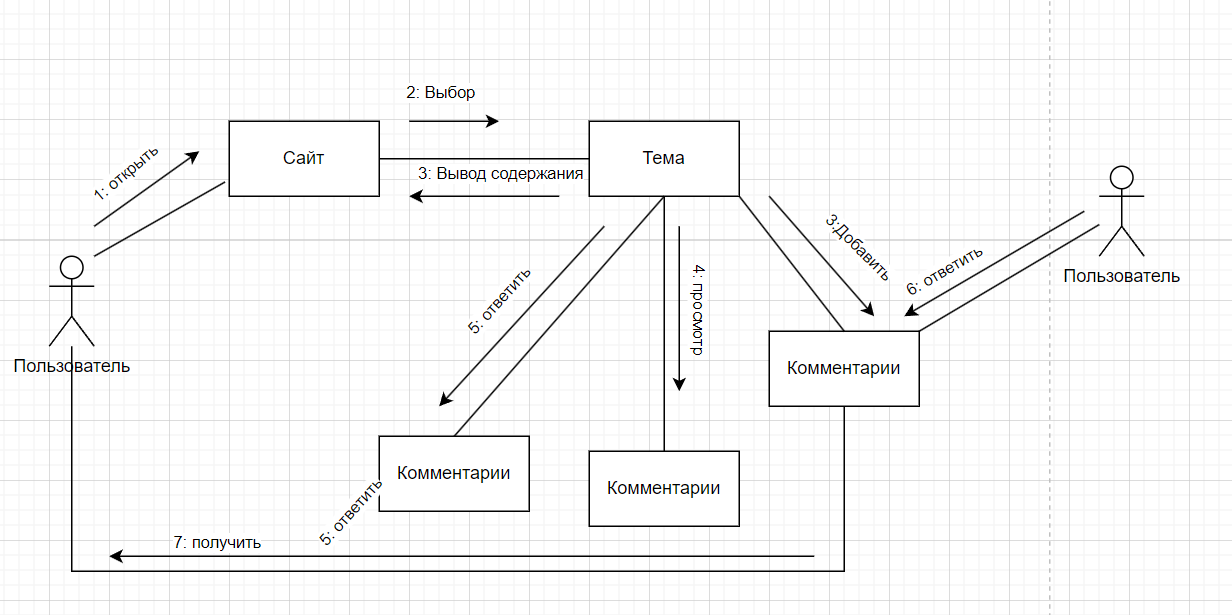 2: Выбор
Сайт
Тема
1: открыть
3: Вывод содержания
3:Добавить
6: ответить
Пользователь
5: ответить
4: просмотр
Пользователь
Комментарии
Комментарии
Комментарии
5: ответить
7: получить